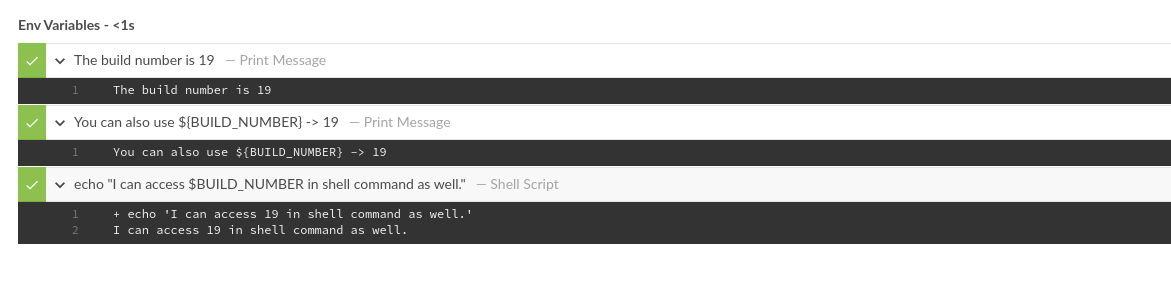 Env Variables - <1s
The build number is 19 — Print Message
1 The build number is 19
You can also use ${BUILD_NUMBER} -> 19 — Print Message
1 You can also use ${BUILD_NUMBER} -> 19
echo "I can access $BUILD_NUMBER in shell command as well." — Shell Script
1 + echo 'I can access 19 in shell command as well.'
2 I can access 19 in shell command as well.